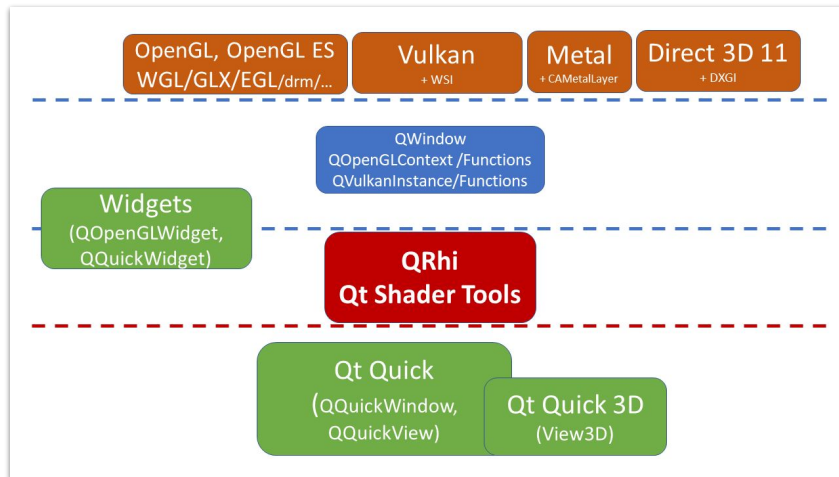 OpenGL, OpenGL ES
WGL/GLX/EGL/drm/...
Vulkan
+ WSI
Metal
+ CAMetalLayer
Direct 3D 11
+ DXGI
QWindow
QOpenGLContext /Functions
QVulkanInstance/Functions
Widgets
(QOpenGLWidget,
QQuickWidget)
QRhi
Qt Shader Tools
Qt Quick
(QQuickWindow,
QQuickView)
Qt Quick 3D
(View3D)